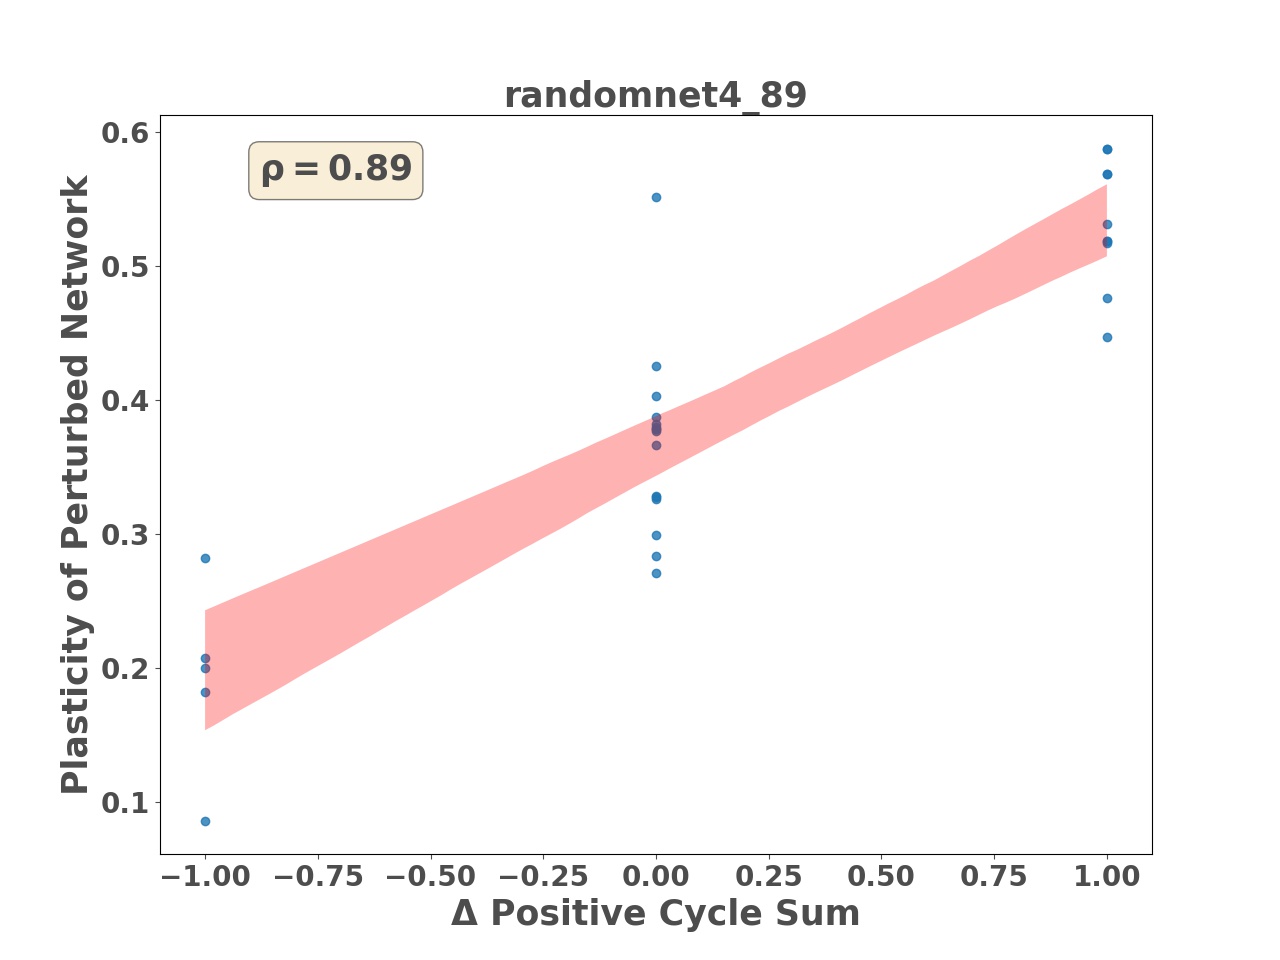 randomnet4_89
ρ = 0.89
Plasticity of Perturbed Network
0.6
0.5
0.4
0.3
0.2
0.1
−1.00 −0.75 −0.50 −0.25 0.00 0.25 0.50 0.75 1.00
Δ Positive Cycle Sum